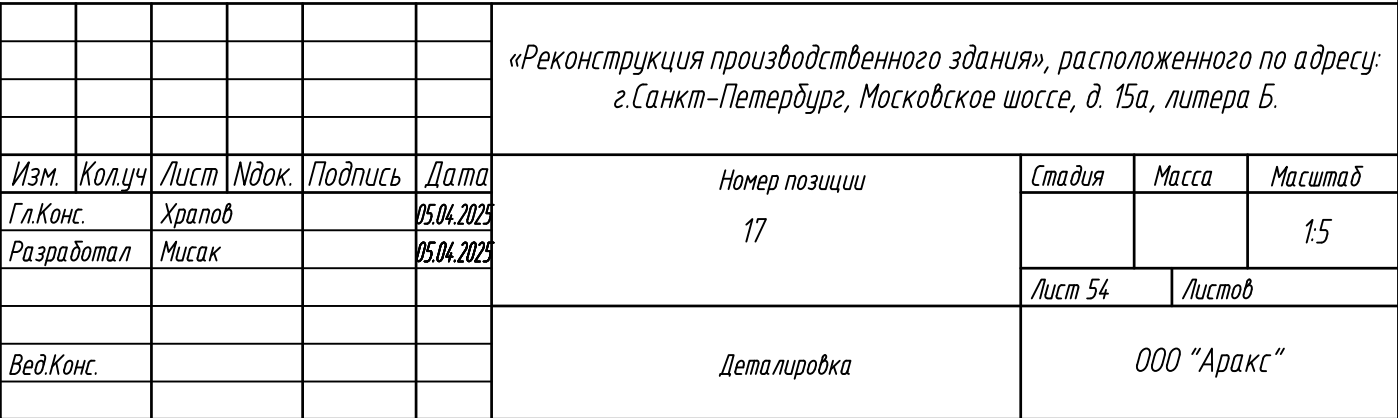 «Реконструкция производственного здания», расположенного по адресу:
г.Санкт-Петербург, Московское шоссе, д. 15а, литера Б.
Изм. Кол.уч Лист Nдок. Подпись Дата
Номер позиции
Стадия Масса Масштаб
Гл.Конс. Храпов 05.04.2025
17
1:5
Разработал Мисак 05.04.2025
Лист 54 Листов
Вед.Конс.
Деталировка
ООО "Аракс"